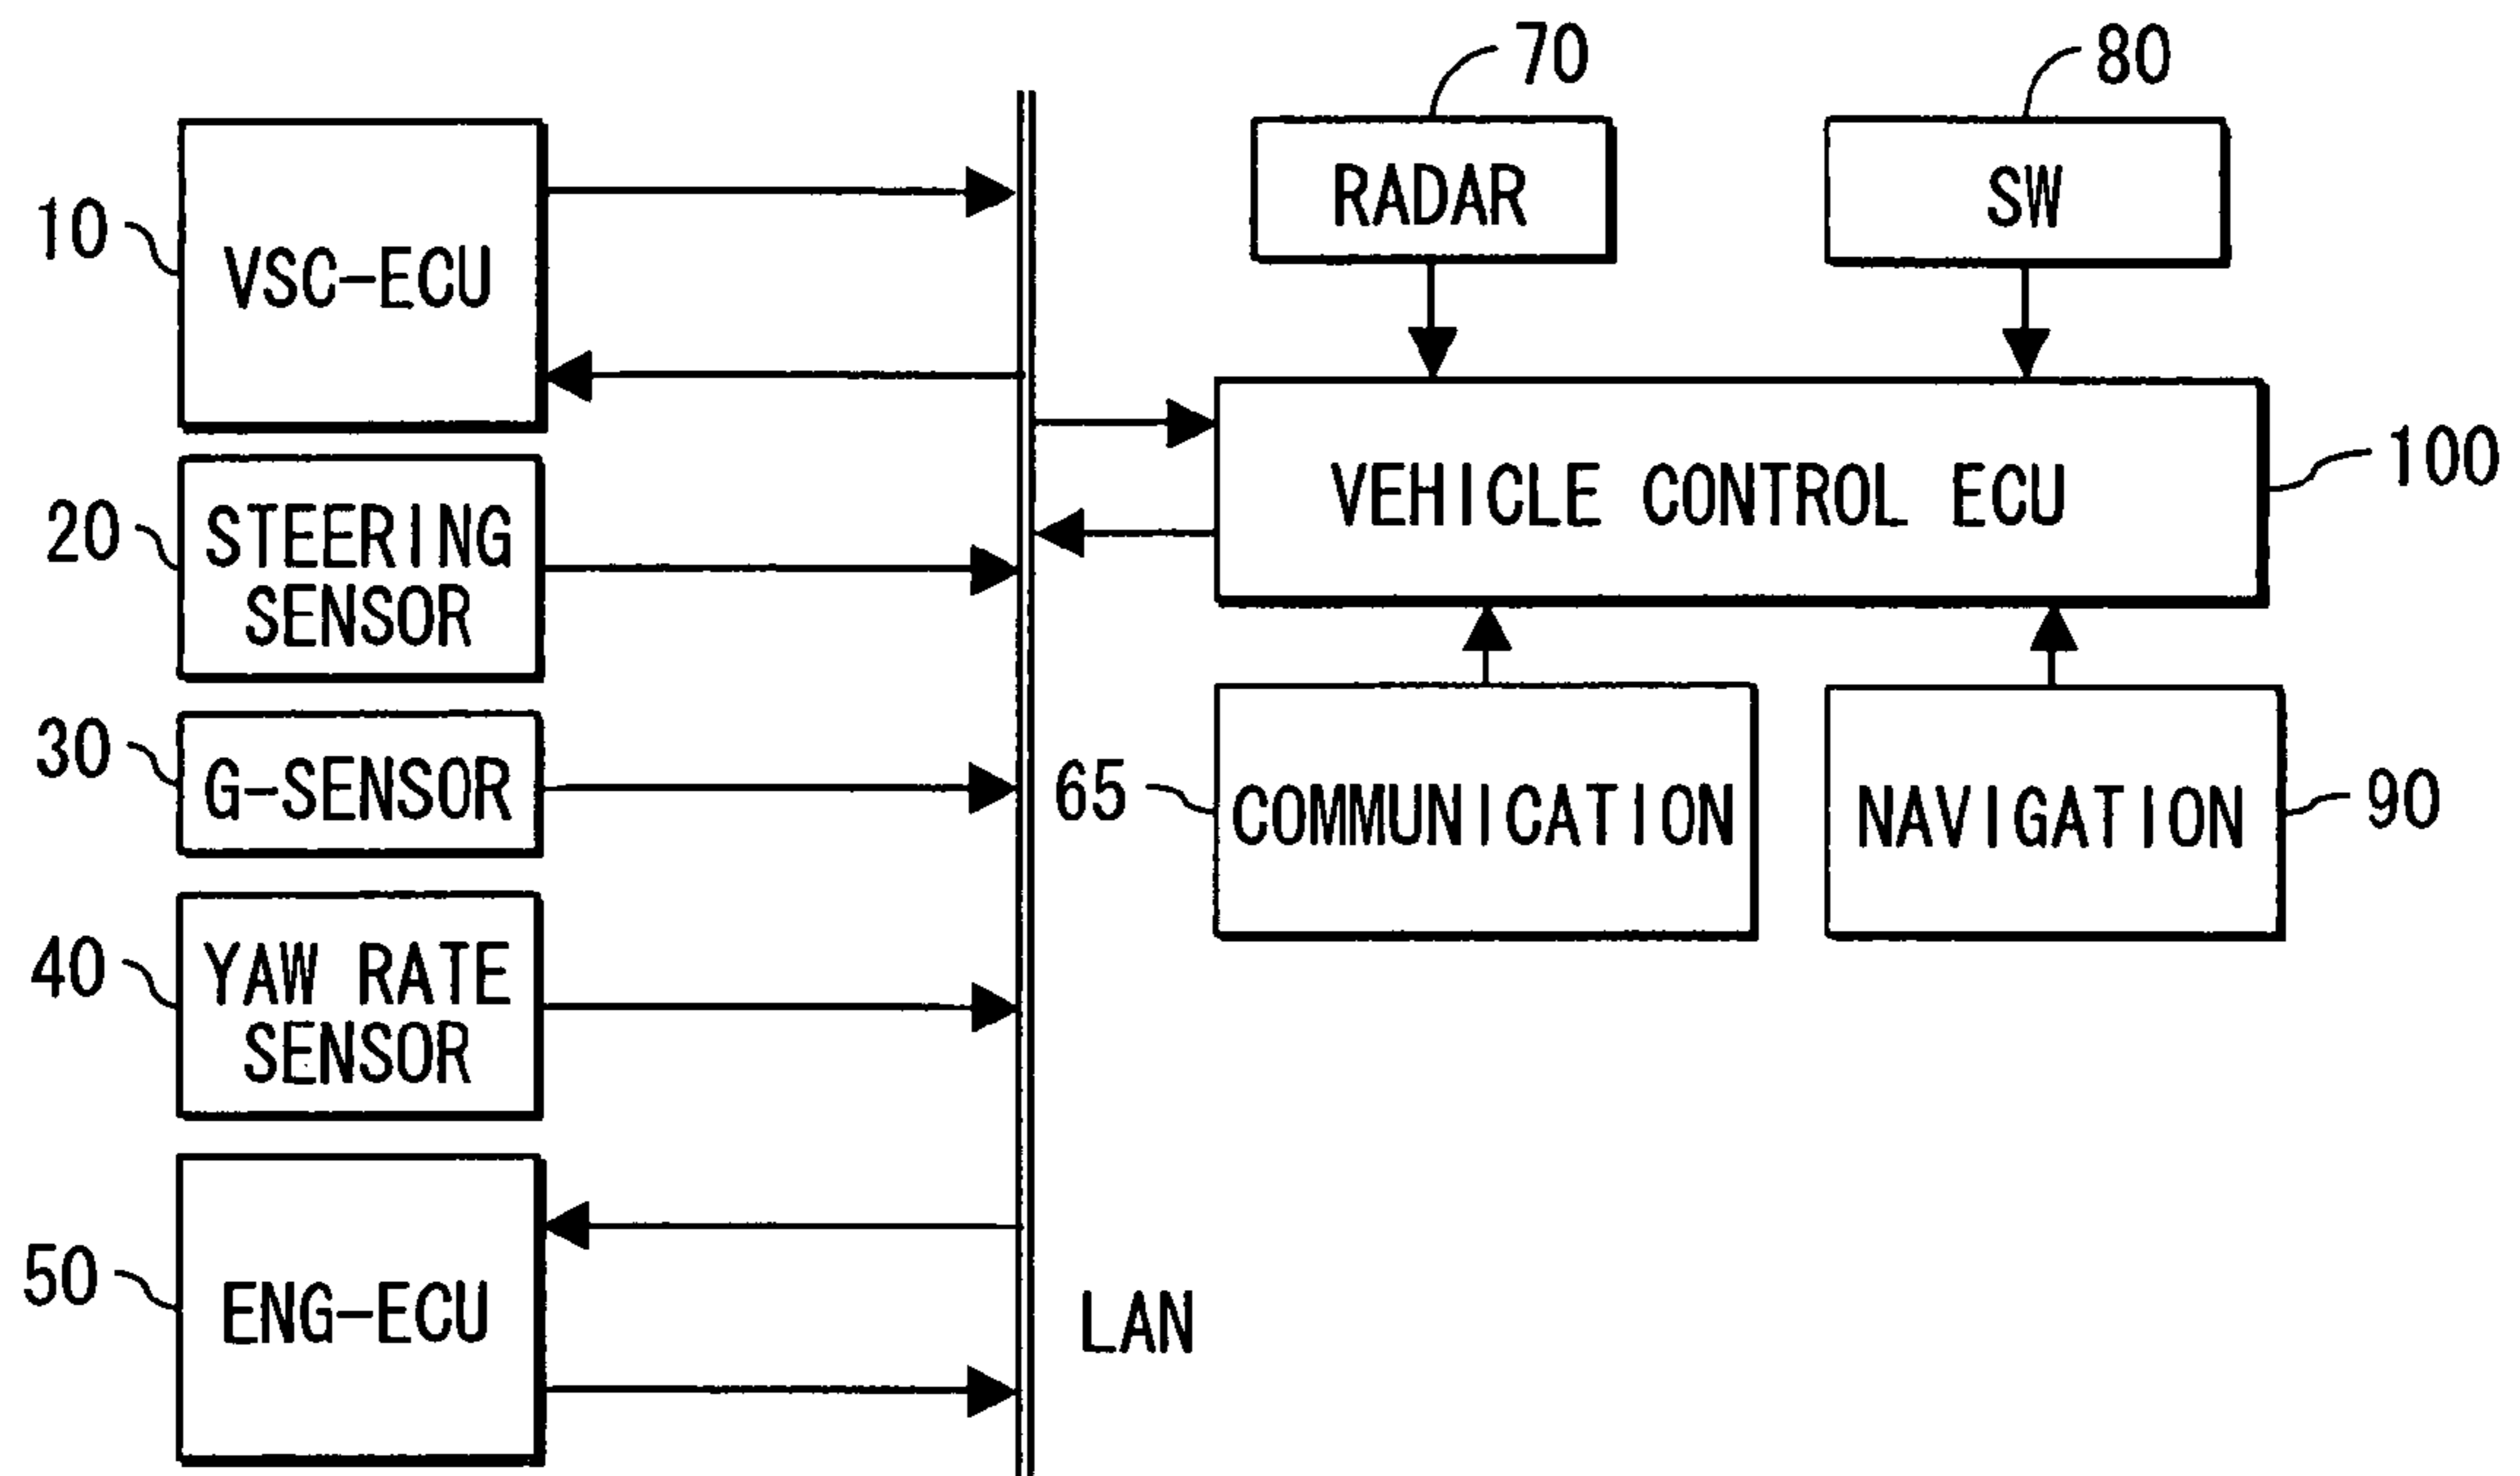 70
80
RADAR
SW
10
VSC-ECU
100
VEHICLE CONTROL ECU
20
STEERING
SENSOR
30
G-SENSOR
65
COMMUNICATION
NAVIGATION
90
40
YAW RATE
SENSOR
50
ENG-ECU
LAN